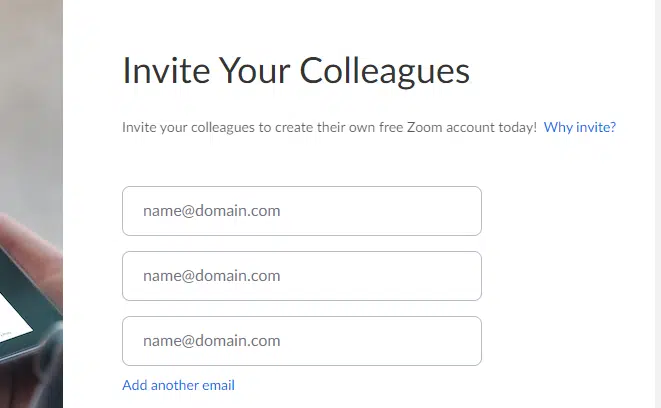 Invite Your Colleagues
Invite your colleagues to create their own free Zoom account today! Why invite?
name@domain.com
name@domain.com
name@domain.com
Add another email